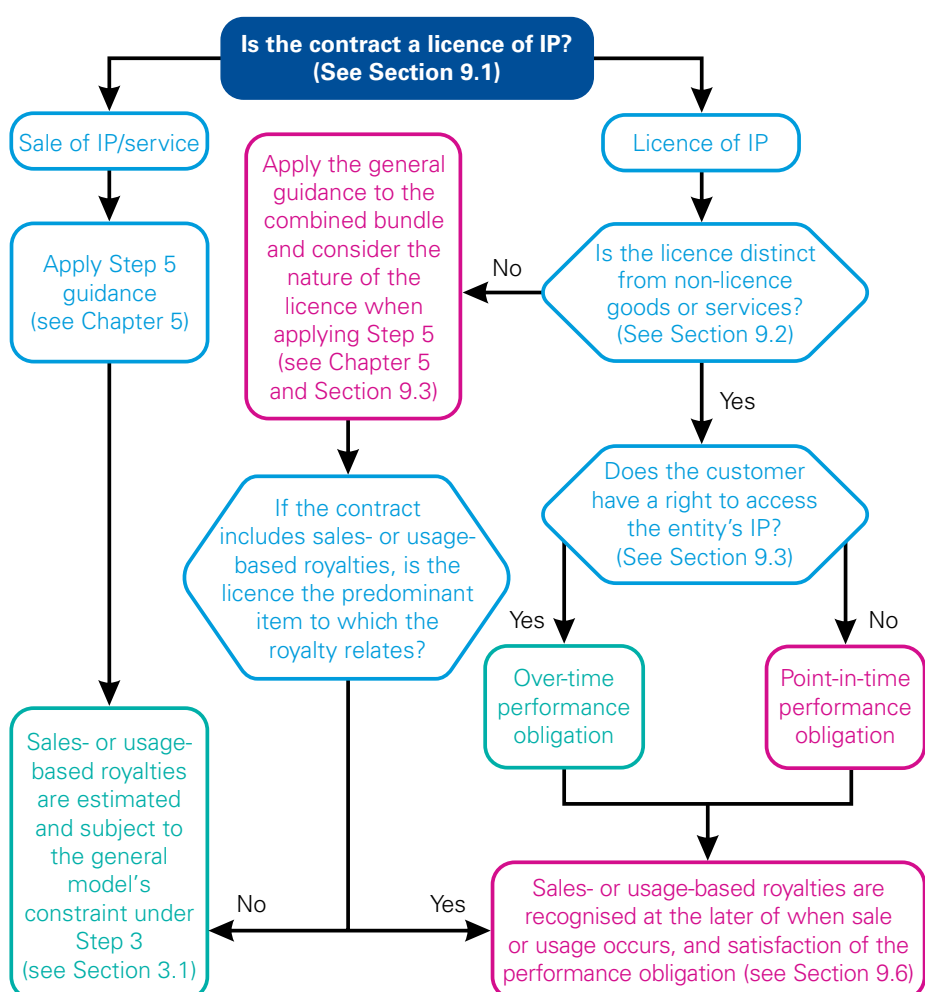 Is the contract a licence of IP?
(See Section 9.1)
Sale of IP/service
Apply Step 5
guidance
(see Chapter 5)
Apply the general
guidance to the
combined bundle
and consider the
nature of the
licence when
applying Step 5
(see Chapter 5
and Section 9.3)
Licence of IP
Is the licence distinct
from non-licence
goods or services?
(See Section 9.2)
No
Yes
Does the customer
have a right to access
the entity's IP?
(See Section 9.3)
If the contract
includes sales- or usage-
based royalties, is the
licence the predominant
item to which the
royalty relates?
Yes
No
Over-time
performance
obligation
Point-in-time
performance
obligation
Sales- or usage-
based royalties
are estimated
and subject to
the general
model's
constraint under
Step 3
(see Section 3.1)
No
Yes
Sales- or usage-based royalties are
recognised at the later of when sale
or usage occurs, and satisfaction of the
performance obligation (see Section 9.6)